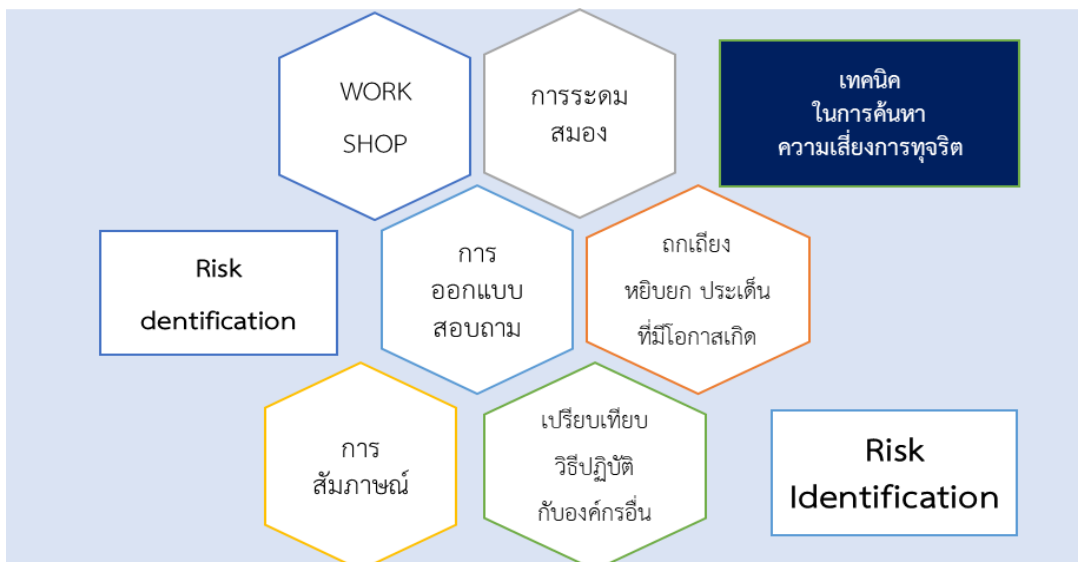 WORK
SHOP
การระดม
สมอง
เทคนิค
ในการค้นหา
ความเสี่ยงการทุจริต
Risk
dentification
การ
ออกแบบ
สอบถาม
ถกเถียง
หยิบยก ประเด็น
ที่มีโอกาสเกิด
การ
สัมภาษณ์
เปรียบเทียบ
วิธีปฏิบัติ
กับองค์กรอื่น
Risk
Identification